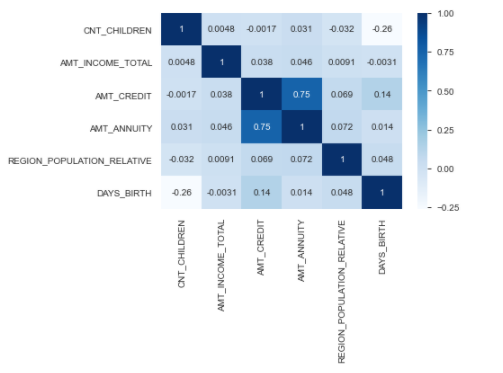 CNT_CHILDREN 1 0.0048 -0.0017 0.031 -0.032 -0.26
AMT_INCOME_TOTAL 0.0048 1 0.038 0.046 0.0091 -0.0031
AMT_CREDIT -0.0017 0.038 1 0.75 0.069 0.14
AMT_ANNUITY 0.031 0.046 0.75 1 0.072 0.014
REGION_POPULATION_RELATIVE -0.032 0.0091 0.069 0.072 1 0.048
DAYS_BIRTH -0.26 -0.0031 0.14 0.014 0.048 1
CNT_CHILDREN
AMT_INCOME_TOTAL
AMT_CREDIT
AMT_ANNUITY
REGION_POPULATION_RELATIVE
DAYS_BIRTH
1.00
0.75
0.50
0.25
0.00
−0.25